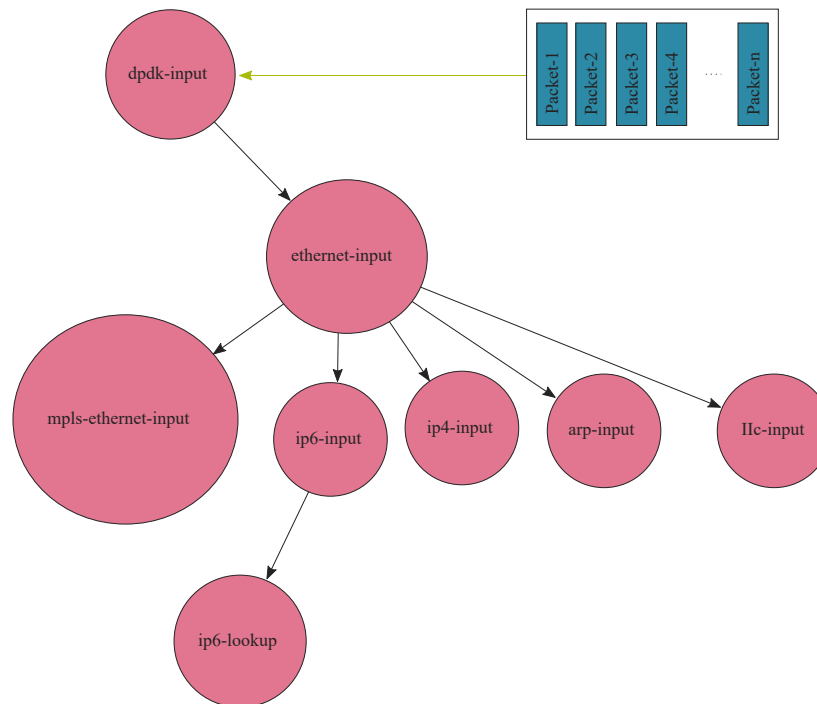 dpdk-input
Packet-1
Packet-2
Packet-3
Packet-4
....
Packet-n
ethernet-input
mpls-ethernet-input
ip6-input
ip4-input
arp-input
IIc-input
ip6-lookup